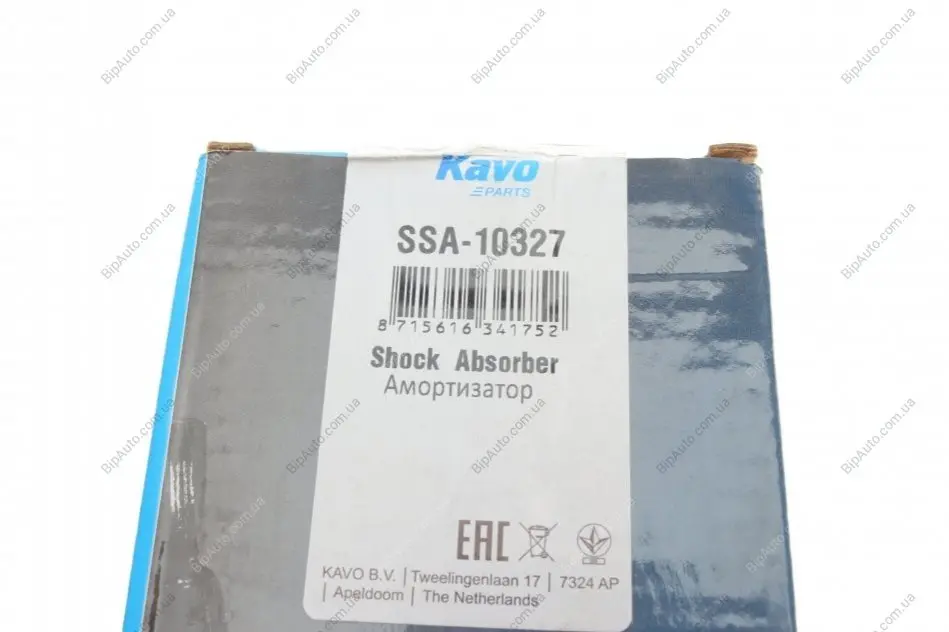 Kavo
PARTS
SSA-10327
8 715616 341752
Shock Absorber
Амортизатор
EAC
KAVO B.V. | Tweelingenlaan 17 | 7324 AP
| Apeldoom | The Netherlands
BipAuto.com.ua